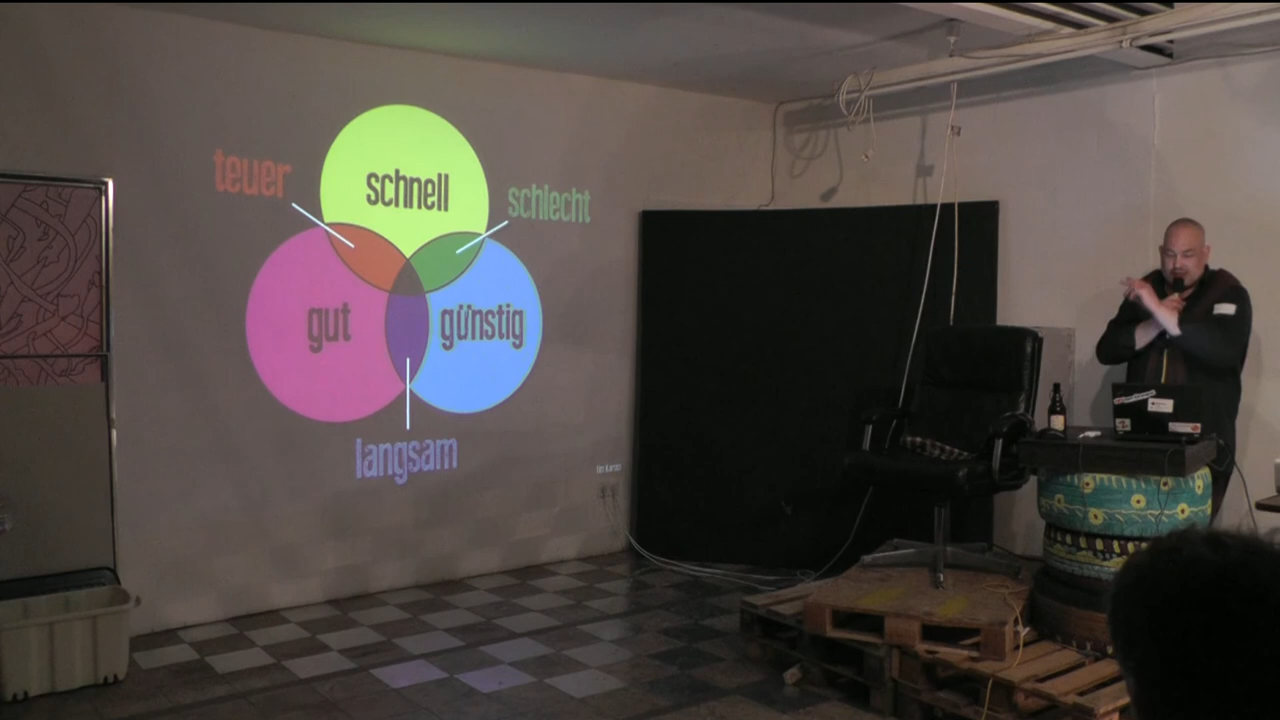 teuer
schnell
schlecht
gut
günstig
langsam